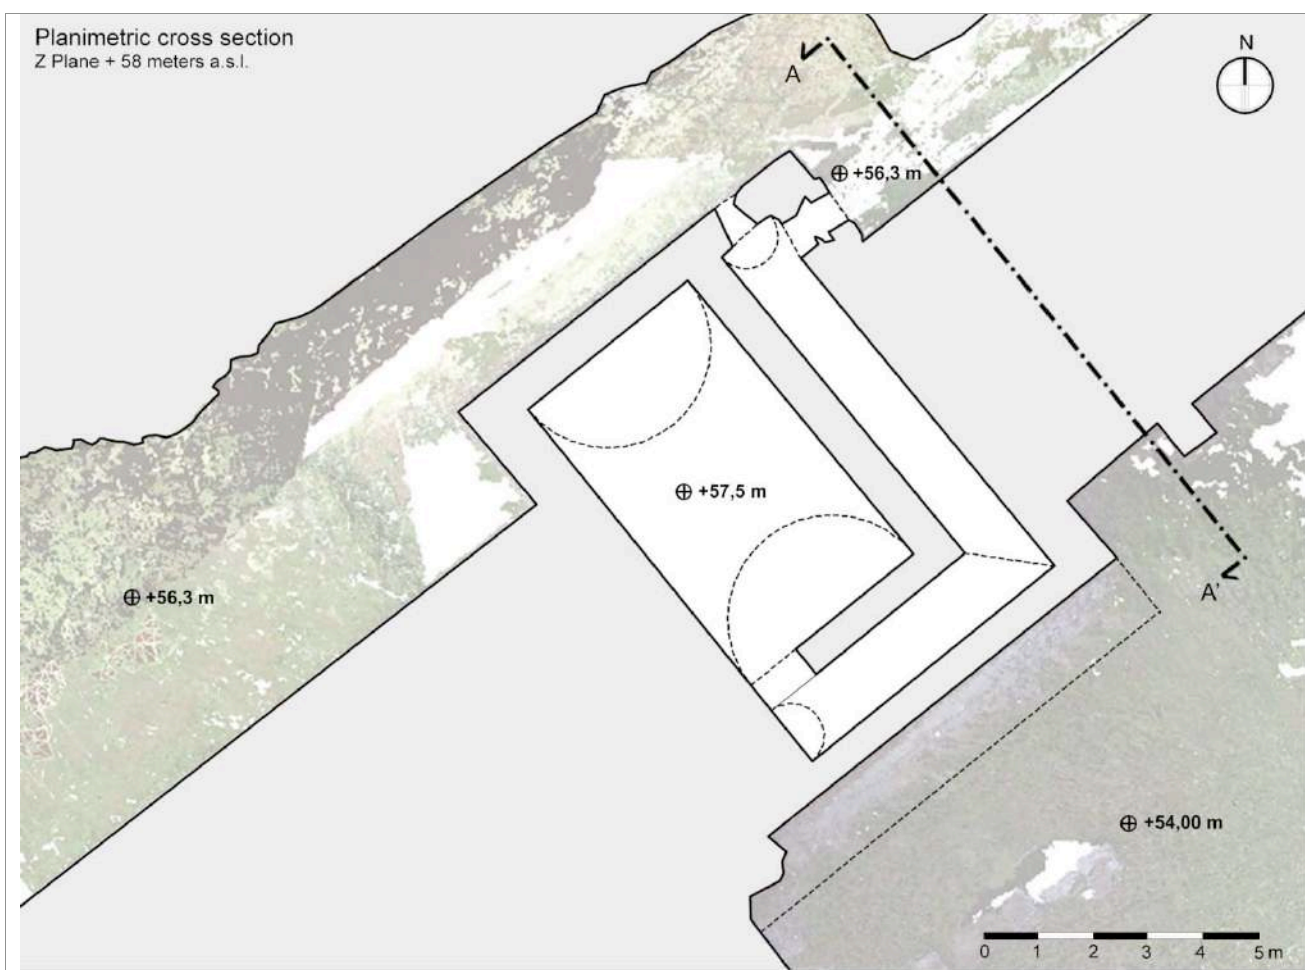 Planimetric cross section
Z Plane + 58 meters a.s.l.
N
A
+56,3 m
+57,5 m
A'
+56,3 m
+54,00 m
0 1 2 3 4 5 m